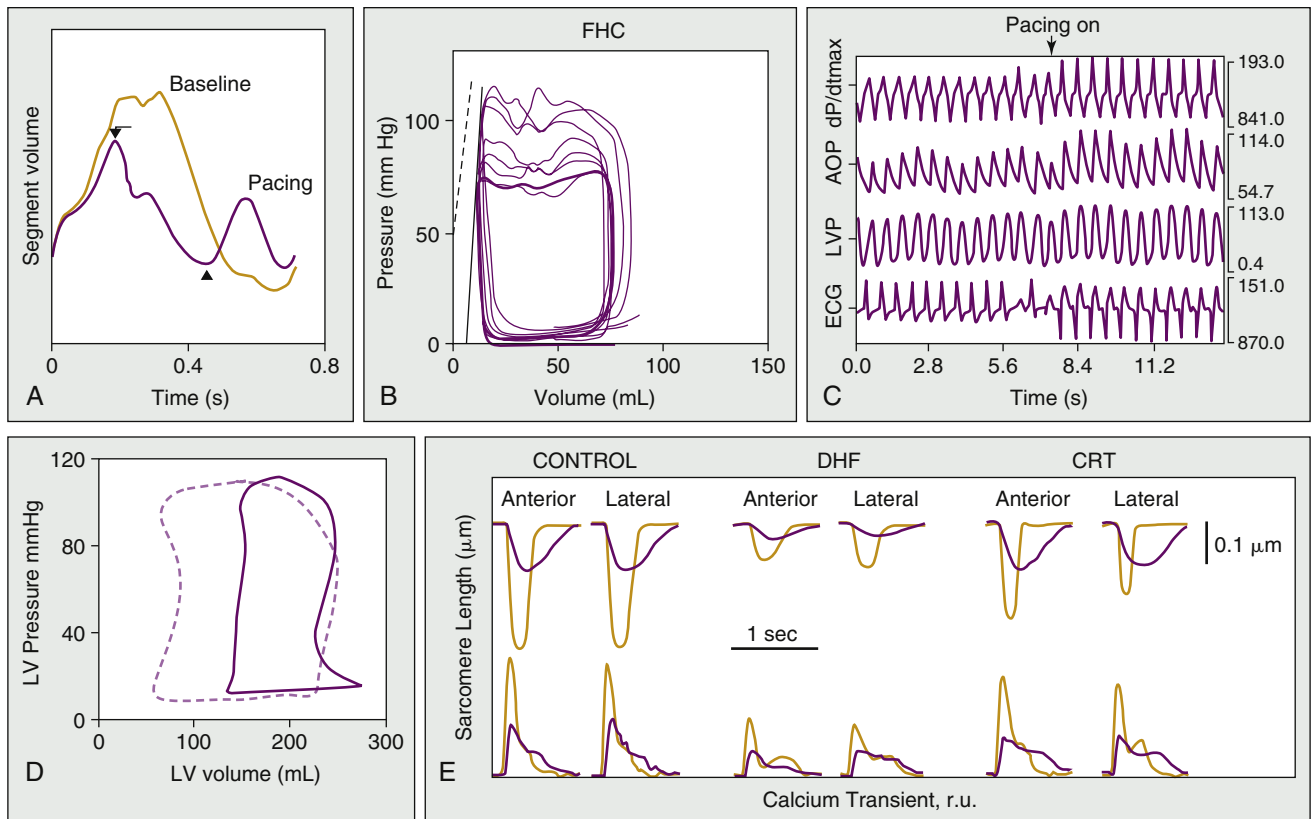 Segment volume
Baseline
Pacing
0
0.4
0.8
Time (s)
A
FHC
Pressure (mm Hg)
100
50
0
0
50
100
150
Volume (mL)
B
Pacing on
dP/dtmax
AOP
LVP
ECG
193.0
841.0
114.0
54.7
113.0
0.4
151.0
870.0
0.0
2.8
5.6
8.4
11.2
Time (s)
C
LV Pressure mmHg
120
80
40
0
0
100
200
300
LV volume (mL)
D
CONTROL
DHF
CRT
Anterior
Lateral
Anterior
Lateral
Anterior
Lateral
Sarcomere Length (μm)
0.1 μm
1 sec
Calcium Transient, r.u.
E